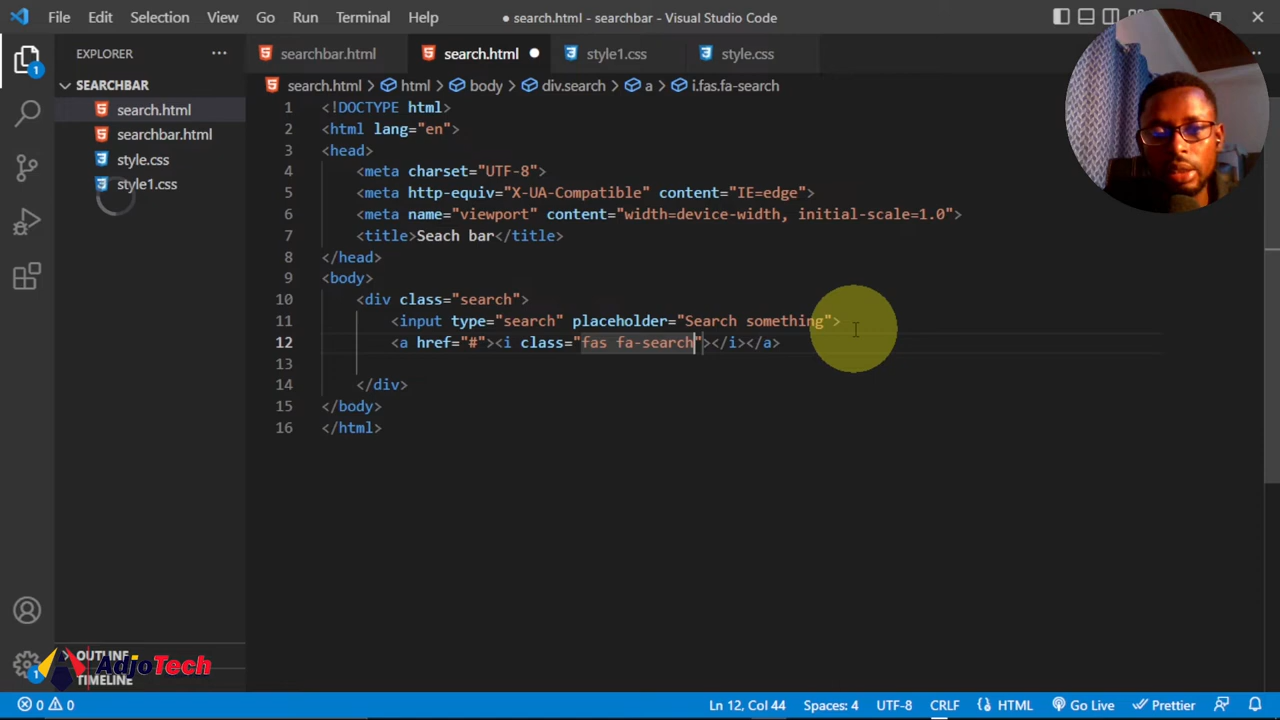 File Edit Selection View Go Run Terminal Help ● search.html - searchbar - Visual Studio Code
EXPLORER ···
searchbar.html search.html style1.css style.css
SEARCHBAR
search.html > html > body > div.search > a > i.fas.fa-search
search.html
searchbar.html
style.css
style1.css
1 <!DOCTYPE html>
2 <html lang="en">
3 <head>
4 <meta charset="UTF-8">
5 <meta http-equiv="X-UA-Compatible" content="IE=edge">
6 <meta name="viewport" content="width=device-width, initial-scale=1.0">
7 <title>Seach bar</title>
8 </head>
9 <body>
10 <div class="search">
11 <input type="search" placeholder="Search something">
12 <a href="#"><i class="fas fa-search"></i></a>
13
14 </div>
15 </body>
16 </html>
1
OUTLINE
TIMELINE
1
AdjoTech
0 0 Ln 12, Col 44 Spaces: 4 UTF-8 CRLF HTML Go Live Prettier